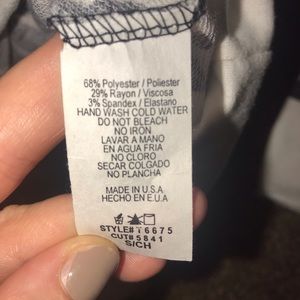 68% Polyester / Poliester
29% Rayon / Viscosa
3% Spandex / Elastano
HAND WASH COLD WATER
DO NOT BLEACH
NO IRON
LAVAR A MANO
EN AGUA FRIA
NO CLORO
SECAR COLGADO
NO PLANCHA
MADE IN U.S.A
HECHO EN E.U.A
STYLE# T6675
CUT# 5841
S/CH